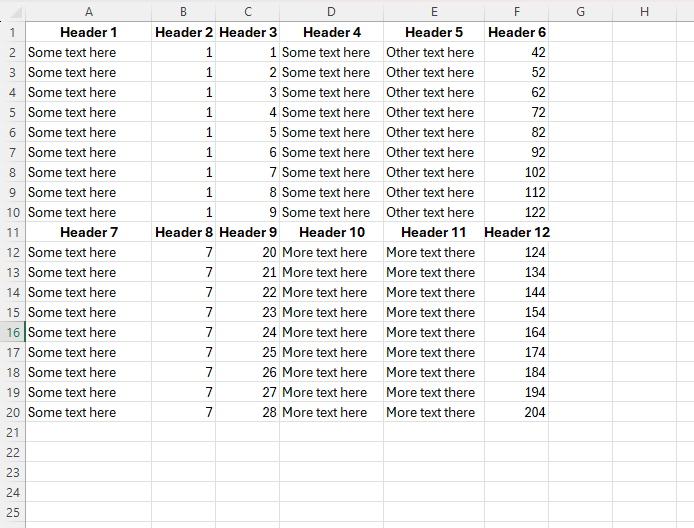 A B C D E F G H
1 Header 1 Header 2 Header 3 Header 4 Header 5 Header 6
2 Some text here 1 1 Some text here Other text here 42
3 Some text here 1 2 Some text here Other text here 52
4 Some text here 1 3 Some text here Other text here 62
5 Some text here 1 4 Some text here Other text here 72
6 Some text here 1 5 Some text here Other text here 82
7 Some text here 1 6 Some text here Other text here 92
8 Some text here 1 7 Some text here Other text here 102
9 Some text here 1 8 Some text here Other text here 112
10 Some text here 1 9 Some text here Other text here 122
11 Header 7 Header 8 Header 9 Header 10 Header 11 Header 12
12 Some text here 7 20 More text here More text there 124
13 Some text here 7 21 More text here More text there 134
14 Some text here 7 22 More text here More text there 144
15 Some text here 7 23 More text here More text there 154
16 Some text here 7 24 More text here More text there 164
17 Some text here 7 25 More text here More text there 174
18 Some text here 7 26 More text here More text there 184
19 Some text here 7 27 More text here More text there 194
20 Some text here 7 28 More text here More text there 204
21
22
23
24
25